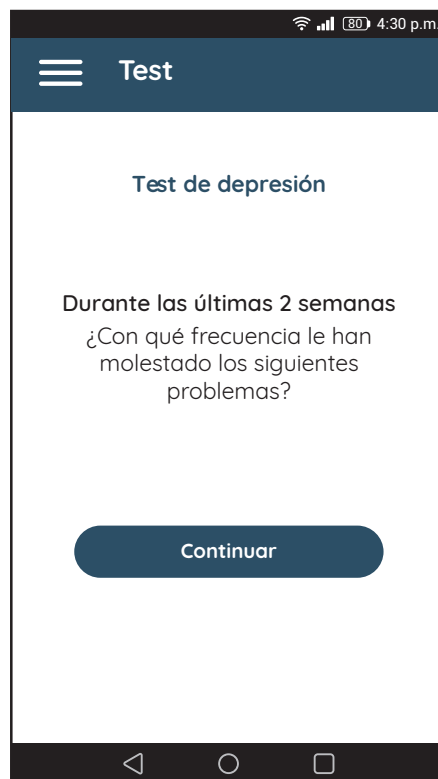 80 4:30 p.m.
Test
Test de depresión
Durante las últimas 2 semanas
¿Con qué frecuencia le han
molestado los siguientes
problemas?
Continuar